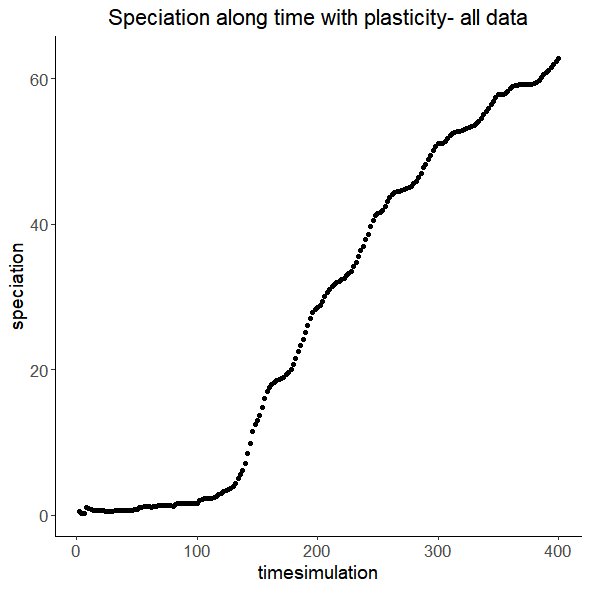 Speciation along time with plasticity- all data
speciation
60
40
20
0
0 100 200 300 400
timesimulation